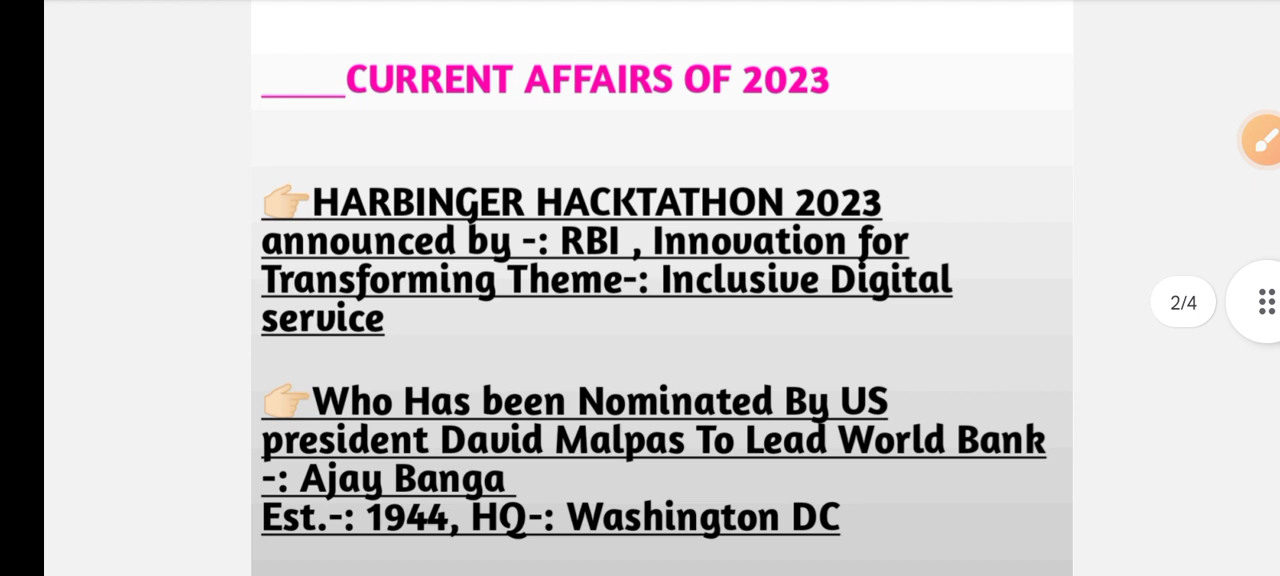 ____CURRENT AFFAIRS OF 2023
👉🏻HARBINGER HACKTATHON 2023
announced by -: RBI , Innovation for
Transforming Theme-: Inclusive Digital
service
👉🏻Who Has been Nominated By US
president David Malpas To Lead World Bank
-: Ajay Banga
Est.-: 1944, HQ-: Washington DC
2/4